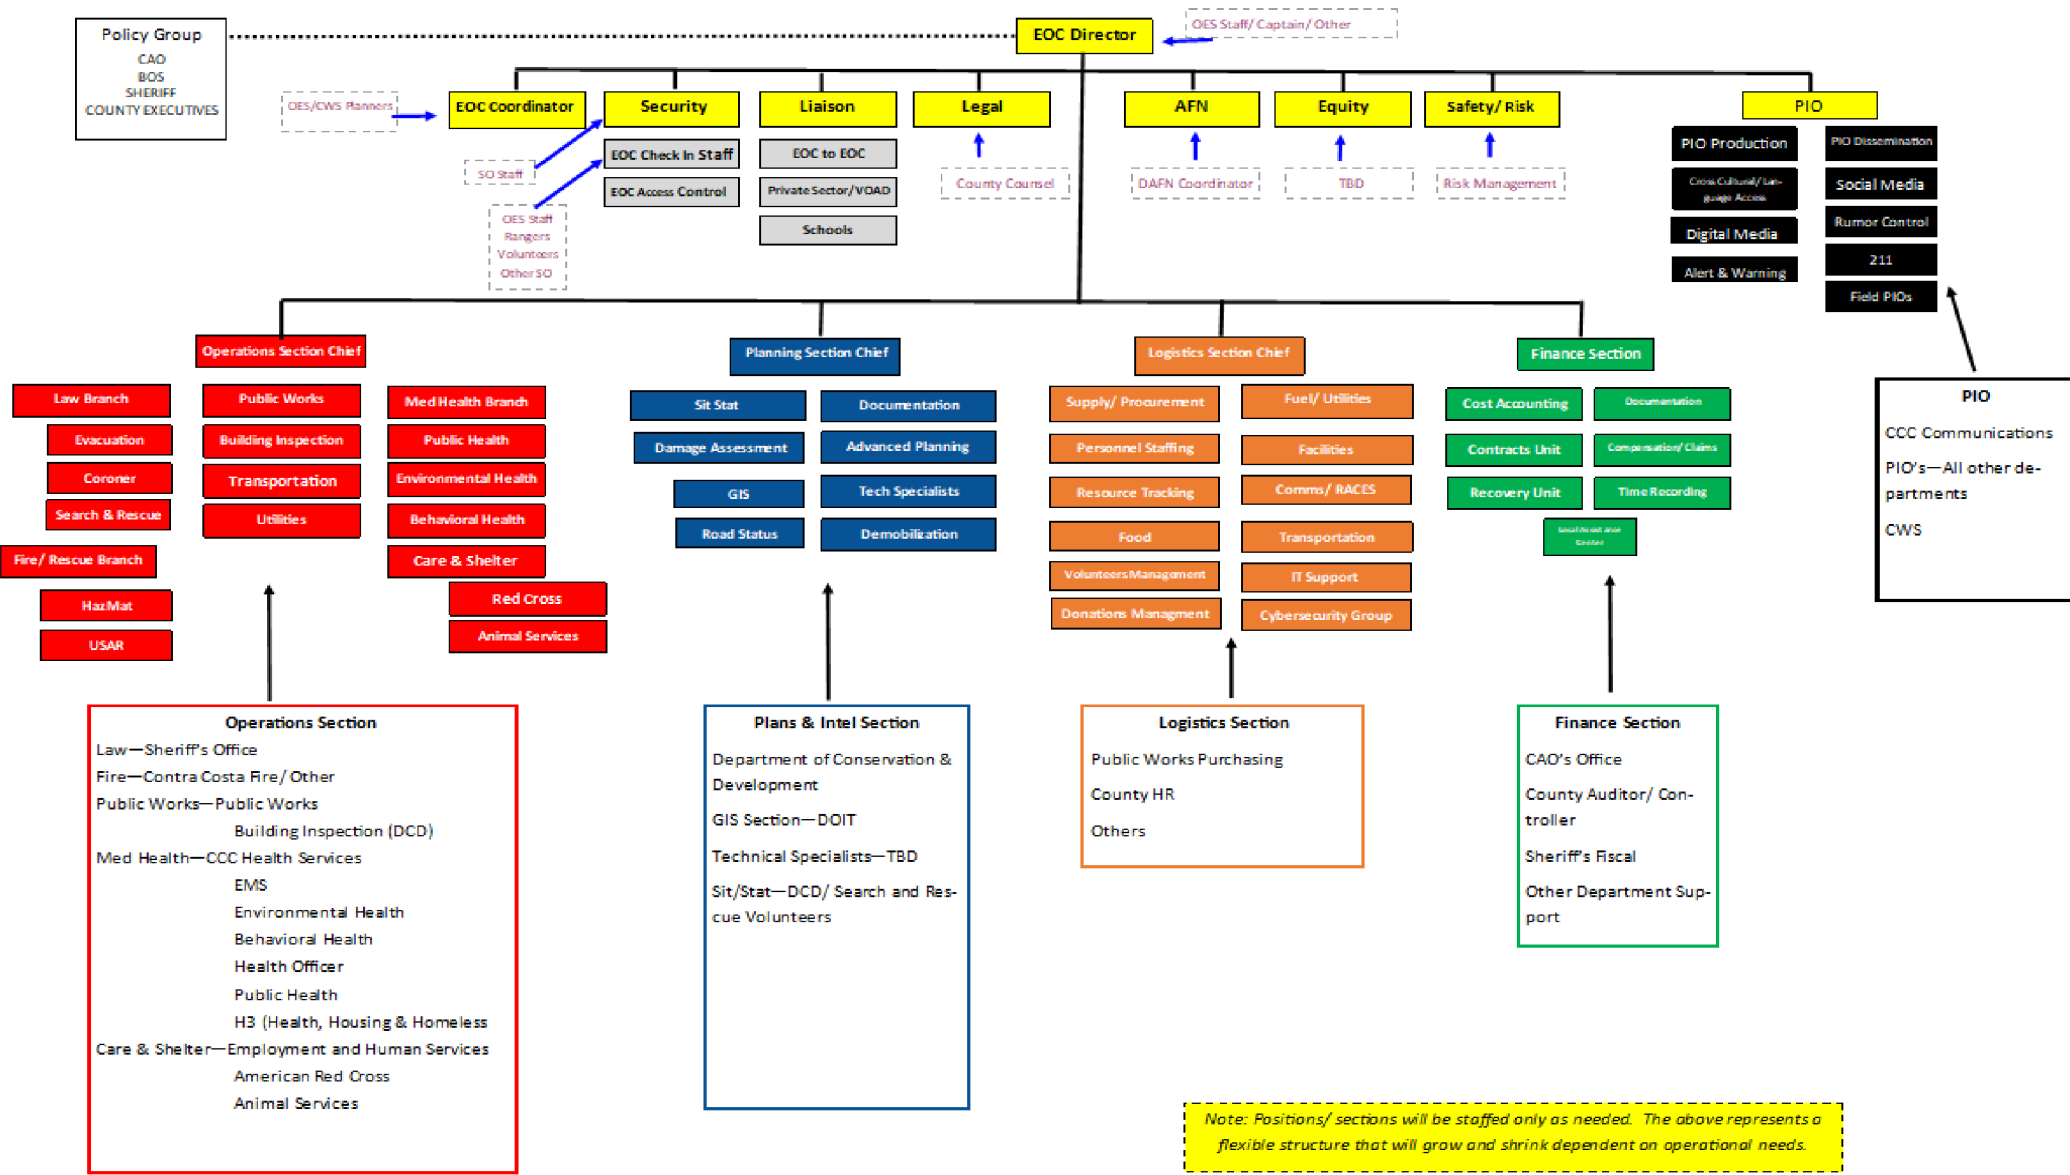 Policy Group
CAO
BOS
SHERIFF
COUNTY EXECUTIVES
EOC Director
OES Staff/ Captain/ Other
OES/CWS Planners
EOC Coordinator
Security
Liaison
Legal
AFN
Equity
Safety/ Risk
PIO
EOC Check In Staff
EOC Access Control
SO Staff
OES Staff
Rangers
Volunteers
Other SO
EOC to EOC
Private Sector/VOAD
Schools
County Counsel
DAFN Coordinator
TBD
Risk Management
PIO Production
Cross Cultural/ Lan-
guage Access
Digital Media
Alert & Warning
PIO Dissemination
Social Media
Rumor Control
211
Field PIOs
Operations Section Chief
Law Branch
Evacuation
Coroner
Search & Rescue
Fire/ Rescue Branch
HazMat
USAR
Public Works
Building Inspection
Transportation
Utilities
Med Health Branch
Public Health
Environmental Health
Behavioral Health
Care & Shelter
Red Cross
Animal Services
Planning Section Chief
Sit Stat
Damage Assessment
GIS
Road Status
Documentation
Advanced Planning
Tech Specialists
Demobilization
Logistics Section Chief
Supply/ Procurement
Personnel Staffing
Resource Tracking
Food
Volunteers Management
Donations Managment
Fuel/ Utilities
Facilities
Comms/ RACES
Transportation
IT Support
Cybersecurity Group
Finance Section
Cost Accounting
Contracts Unit
Recovery Unit
Documentation
Compensation/ Claims
Time Recording
Local Assistance
Center
PIO
CCC Communications
PIO's—All other de-
partments
CWS
Operations Section
Law—Sheriff's Office
Fire—Contra Costa Fire/ Other
Public Works—Public Works
Building Inspection (DCD)
Med Health—CCC Health Services
EMS
Environmental Health
Behavioral Health
Health Officer
Public Health
H3 (Health, Housing & Homeless
Care & Shelter—Employment and Human Services
American Red Cross
Animal Services
Plans & Intel Section
Department of Conservation &
Development
GIS Section—DOIT
Technical Specialists—TBD
Sit/Stat—DCD/ Search and Res-
cue Volunteers
Logistics Section
Public Works Purchasing
County HR
Others
Finance Section
CAO's Office
County Auditor/ Con-
troller
Sheriff's Fiscal
Other Department Sup-
port
Note: Positions/ sections will be staffed only as needed. The above represents a
flexible structure that will grow and shrink dependent on operational needs.